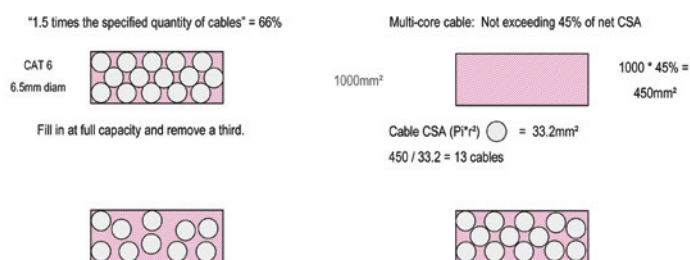 "1.5 times the specified quantity of cables" = 66%
CAT 6
6.5mm diam
Fill in at full capacity and remove a third.
Multi-core cable: Not exceeding 45% of net CSA
1000mm²
1000 * 45% =
450mm²
Cable CSA (Pi*r²) = 33.2mm²
450 / 33.2 = 13 cables